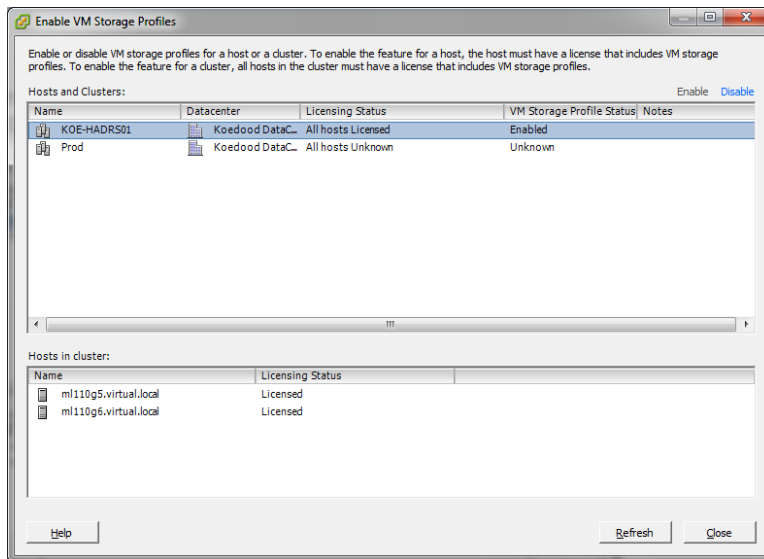 Enable VM Storage Profiles
Enable or disable VM storage profiles for a host or a cluster. To enable the feature for a host, the host must have a license that includes VM storage
profiles. To enable the feature for a cluster, all hosts in the cluster must have a license that includes VM storage profiles.
Hosts and Clusters: Enable Disable
Name Datacenter Licensing Status VM Storage Profile Status Notes
KOE-HADRS01 Koedood DataC... All hosts Licensed Enabled
Prod Koedood DataC... All hosts Unknown Unknown
Hosts in cluster:
Name Licensing Status
ml110g5.virtual.local Licensed
ml110g6.virtual.local Licensed
Help Refresh Close